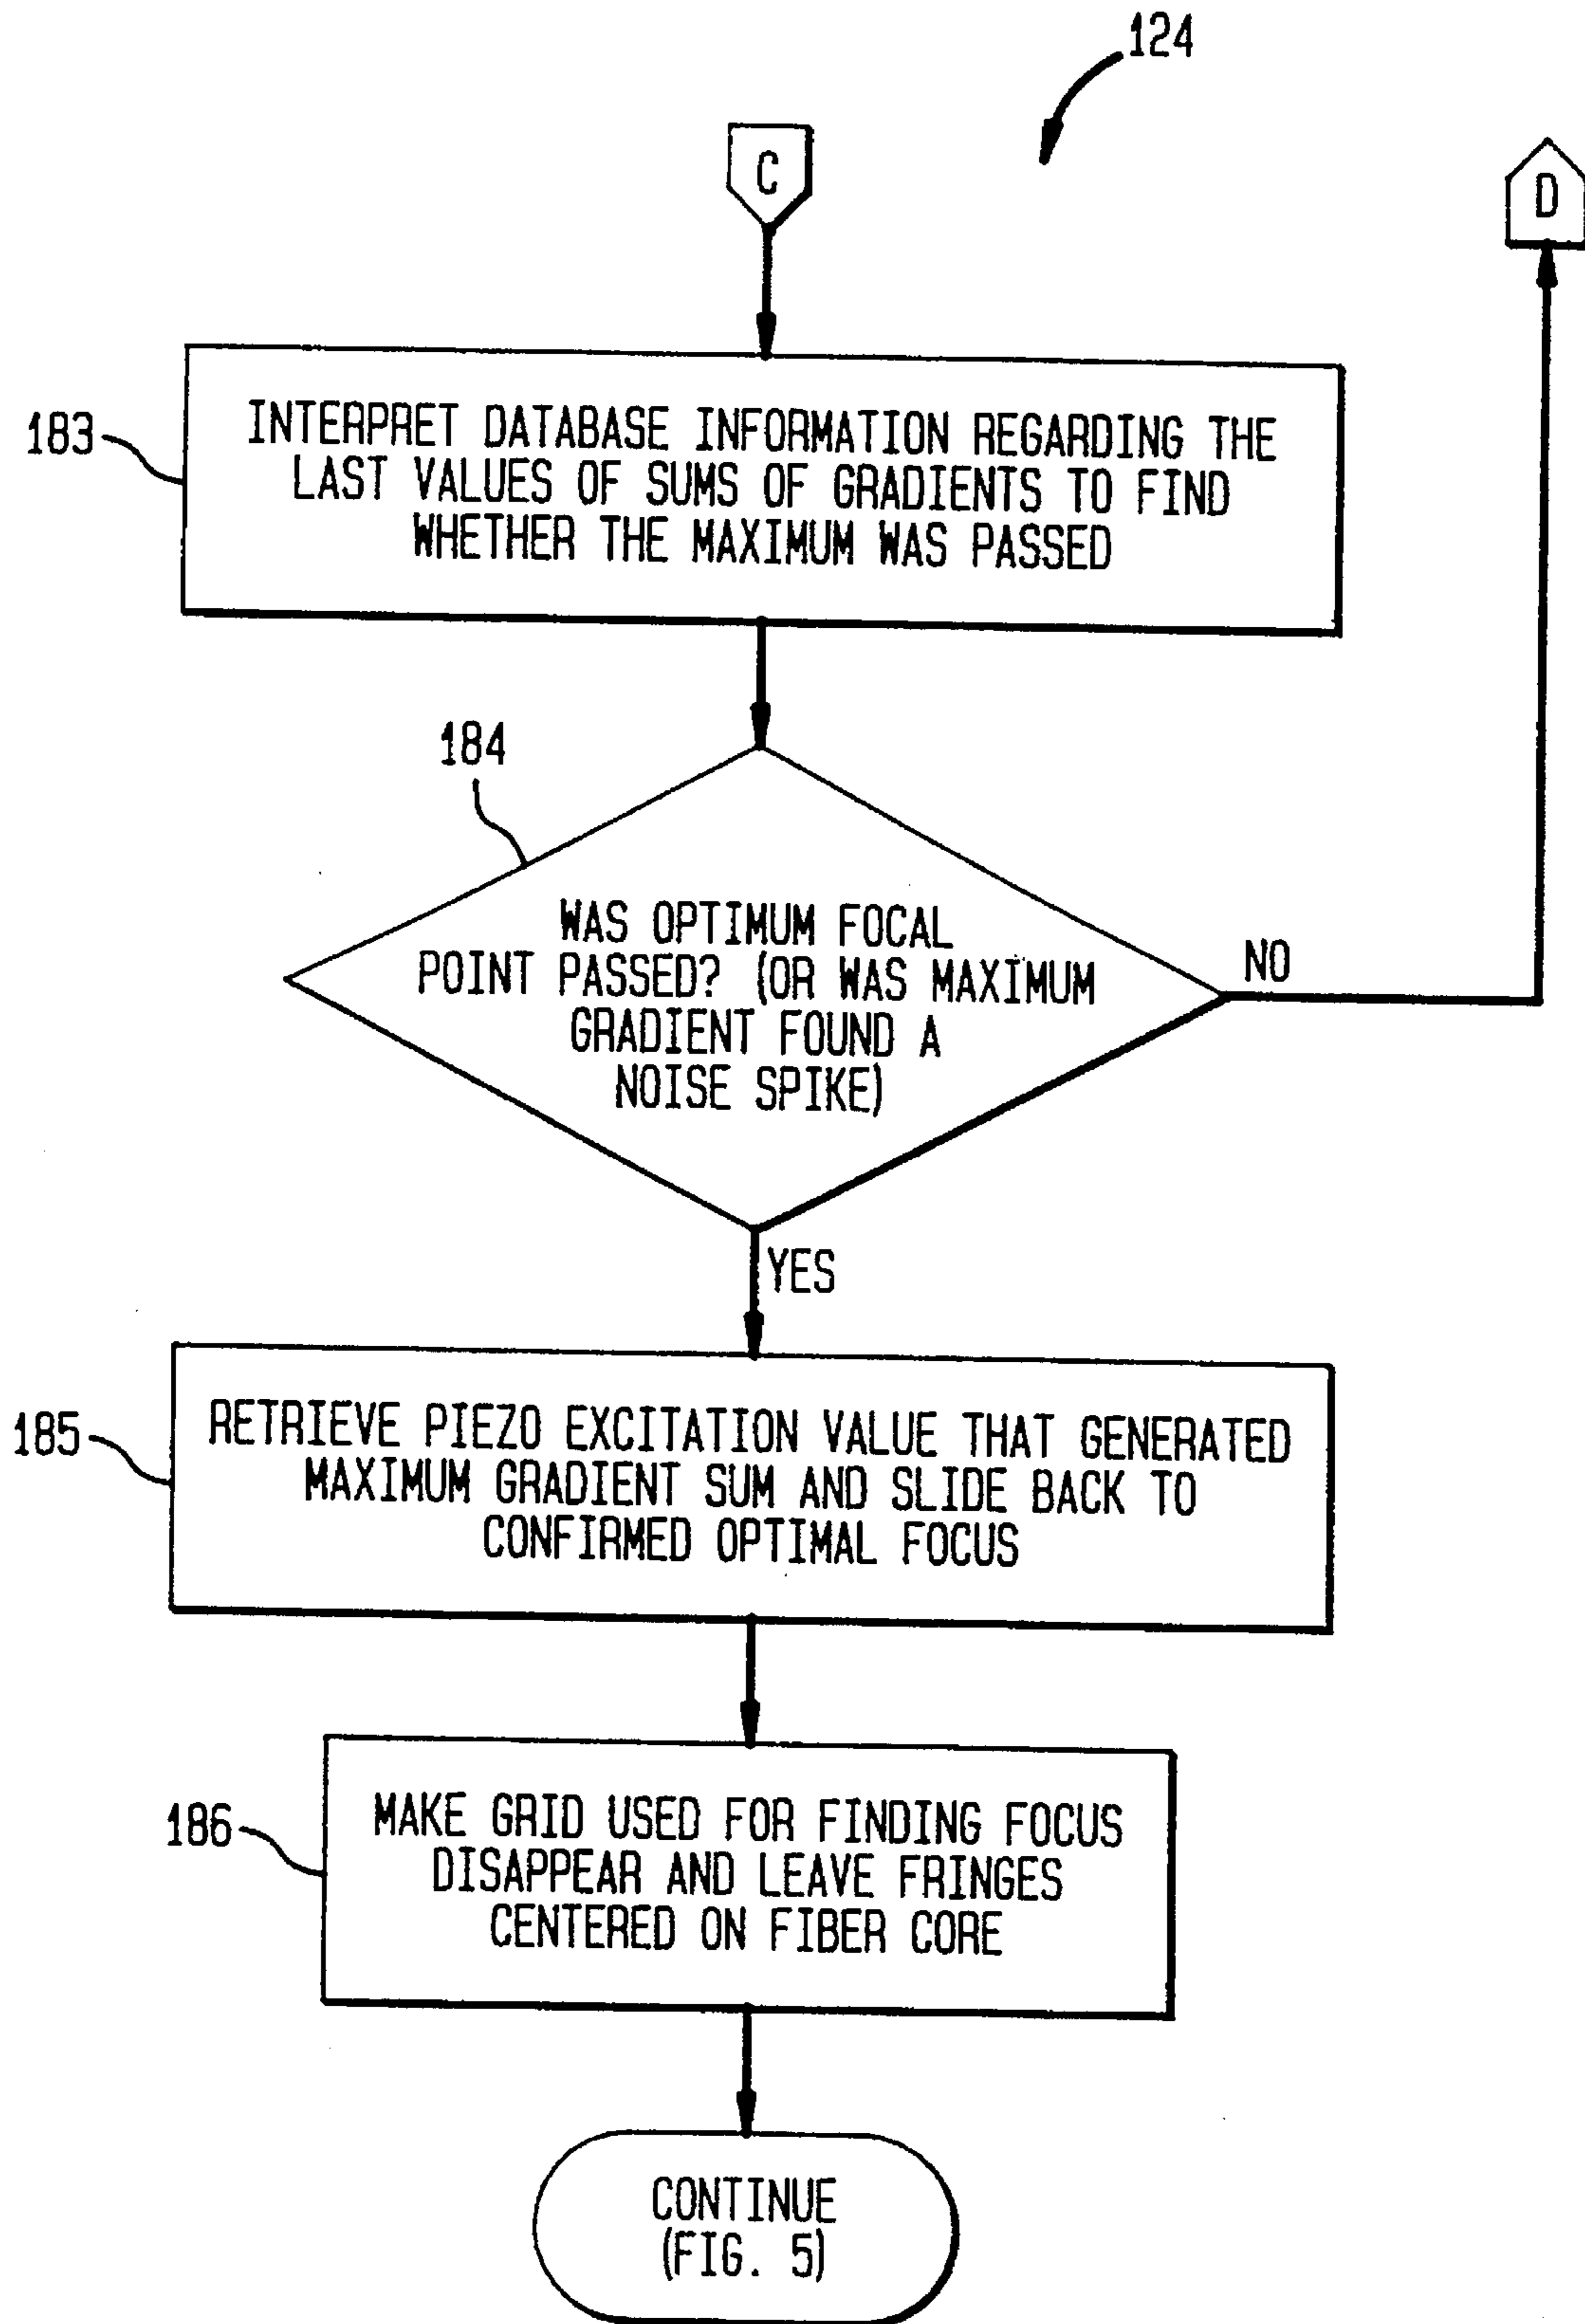 124
C
D
183
INTERPRET DATABASE INFORMATION REGARDING THE
LAST VALUES OF SUMS OF GRADIENTS TO FIND
WHETHER THE MAXIMUM WAS PASSED
184
WAS OPTIMUM FOCAL
POINT PASSED? (OR WAS MAXIMUM
GRADIENT FOUND A
NOISE SPIKE)
NO
YES
185
RETRIEVE PIEZO EXCITATION VALUE THAT GENERATED
MAXIMUM GRADIENT SUM AND SLIDE BACK TO
CONFIRMED OPTIMAL FOCUS
186
MAKE GRID USED FOR FINDING FOCUS
DISAPPEAR AND LEAVE FRINGES
CENTERED ON FIBER CORE
CONTINUE
(FIG. 5)